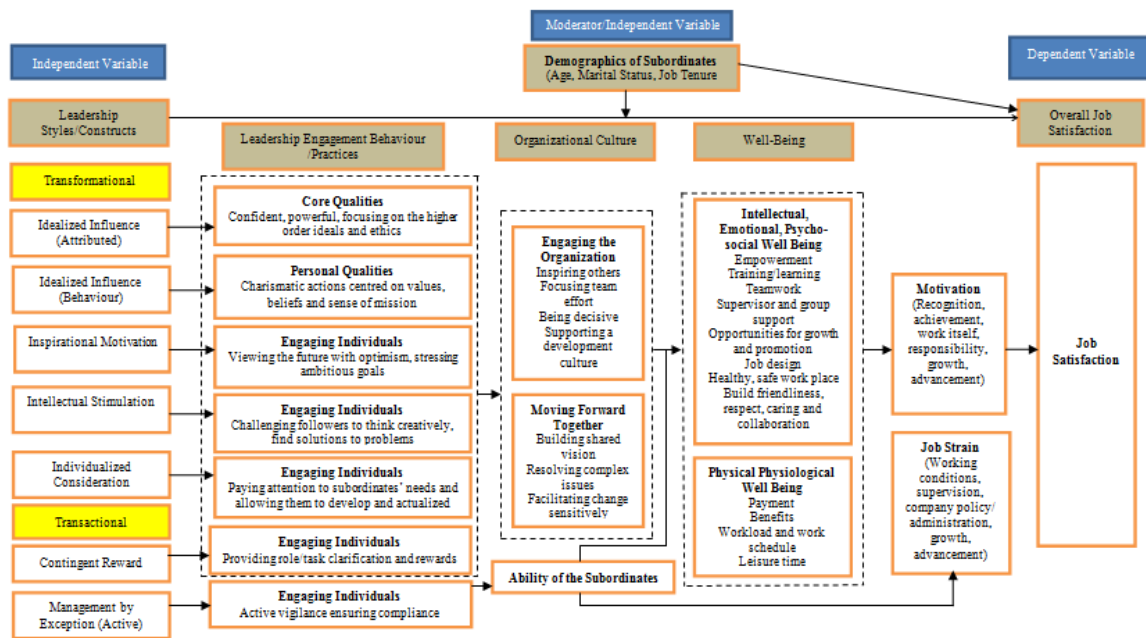 Moderator/Independent Variable
Independent Variable
Dependent Variable
Demographics of Subordinates
(Age, Marital Status, Job Tenure
Leadership
Styles/Constructs
Overall Job
Satisfaction
Leadership Engagement Behaviour
/Practices
Organizational Culture
Well-Being
Transformational
Idealized Influence
(Attributed)
Idealized Influence
(Behaviour)
Inspirational Motivation
Intellectual Stimulation
Individualized
Consideration
Transactional
Contingent Reward
Management by
Exception (Active)
Core Qualities
Confident, powerful, focusing on the higher
order ideals and ethics
Personal Qualities
Charismatic actions centred on values,
beliefs and sense of mission
Engaging Individuals
Viewing the future with optimism, stressing
ambitious goals
Engaging Individuals
Challenging followers to think creatively,
find solutions to problems
Engaging Individuals
Paying attention to subordinates' needs and
allowing them to develop and actualized
Engaging Individuals
Providing role/task clarification and rewards
Engaging Individuals
Active vigilance ensuring compliance
Engaging the
Organization
Inspiring others
Focusing team
effort
Being decisive
Supporting a
development
culture
Moving Forward
Together
Building shared
vision
Resolving complex
issues
Facilitating change
sensitively
Ability of the Subordinates
Intellectual,
Emotional, Psycho-
social Well Being
Empowerment
Training/learning
Teamwork
Supervisor and group
support
Opportunities for growth
and promotion
Job design
Healthy, safe work place
Build friendliness,
respect, caring and
collaboration
Physical Physiological
Well Being
Payment
Benefits
Workload and work
schedule
Leisure time
Motivation
(Recognition,
achievement,
work itself,
responsibility,
growth,
advancement)
Job Strain
(Working
conditions,
supervision,
company policy/
administration,
growth,
advancement)
Job
Satisfaction